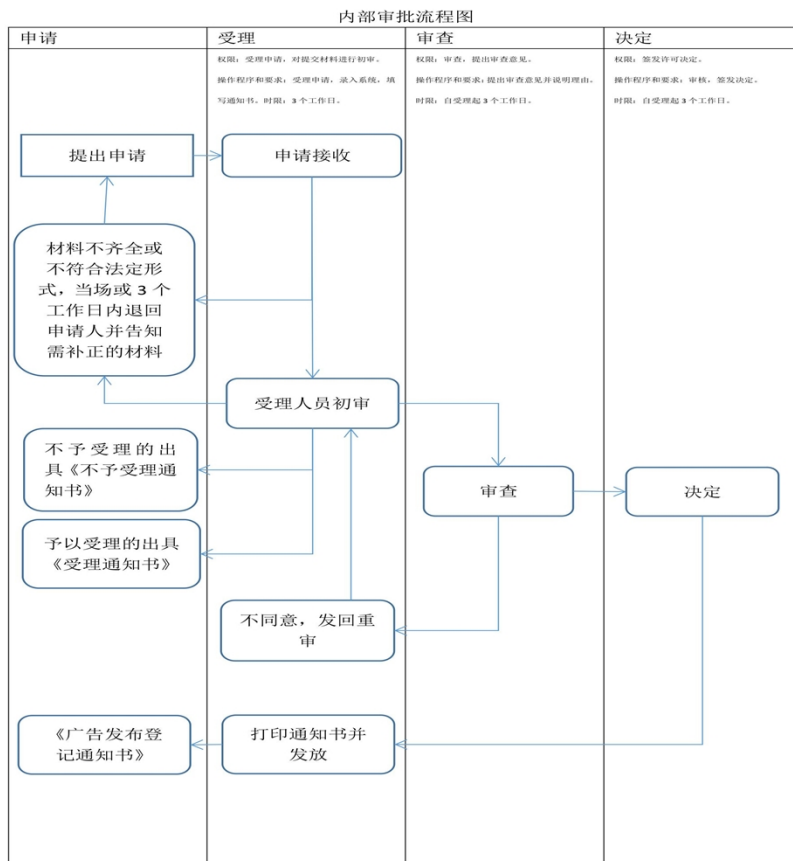 内部审批流程图
申请
受理
审查
决定
权限：受理申请，对提交材料进行初审。
操作程序和要求：受理申请，录入系统，填
写通知书。时限：3个工作日。
权限：审查，提出审查意见。
操作程序和要求：提出审查意见并说明理由。
时限：自受理起3个工作日。
权限：签发许可决定。
操作程序和要求：审核，签发决定。
时限：自受理起3个工作日。
提出申请
申请接收
材料不齐全或
不符合法定形
式，当场或3个
工作日内退回
申请人并告知
需补正的材料
受理人员初审
不予受理的出
具《不予受理通
知书》
审查
决定
予以受理的出具
《受理通知书》
不同意，发回重
审
《广告发布登
记通知书》
打印通知书并
发放